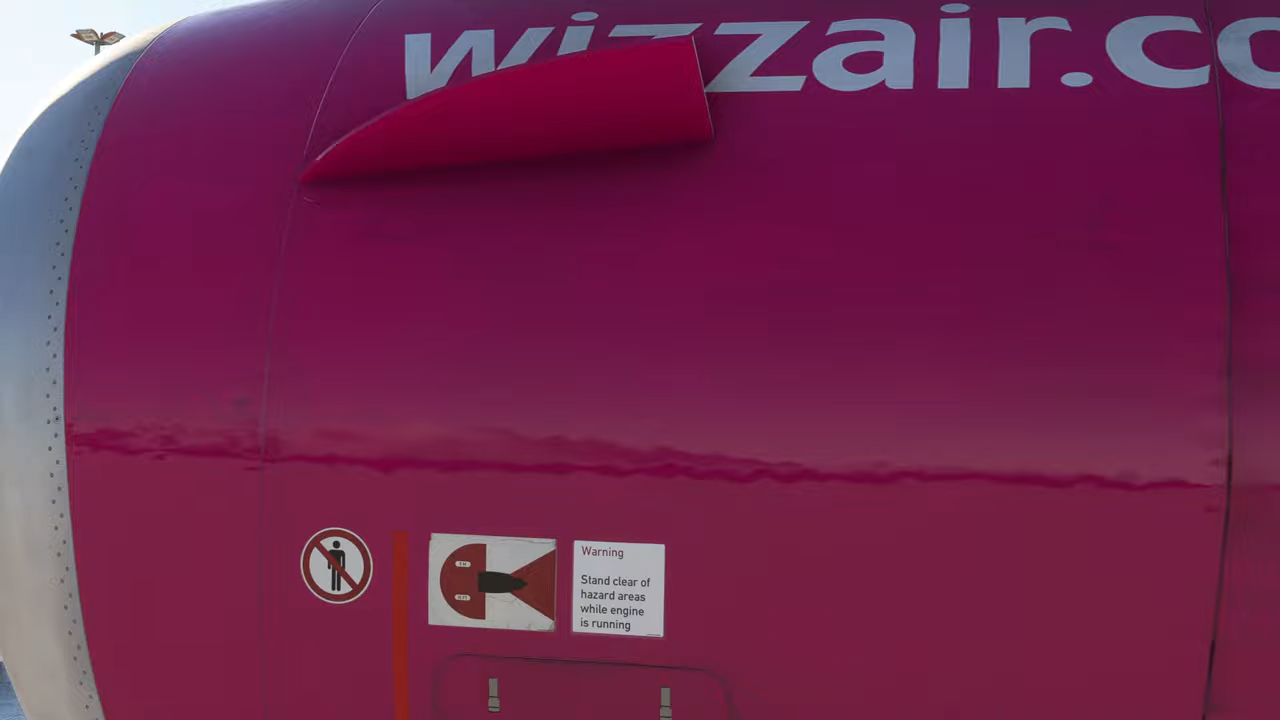 wizzair.co
Warning
Stand clear of
hazard areas
while engine
is running